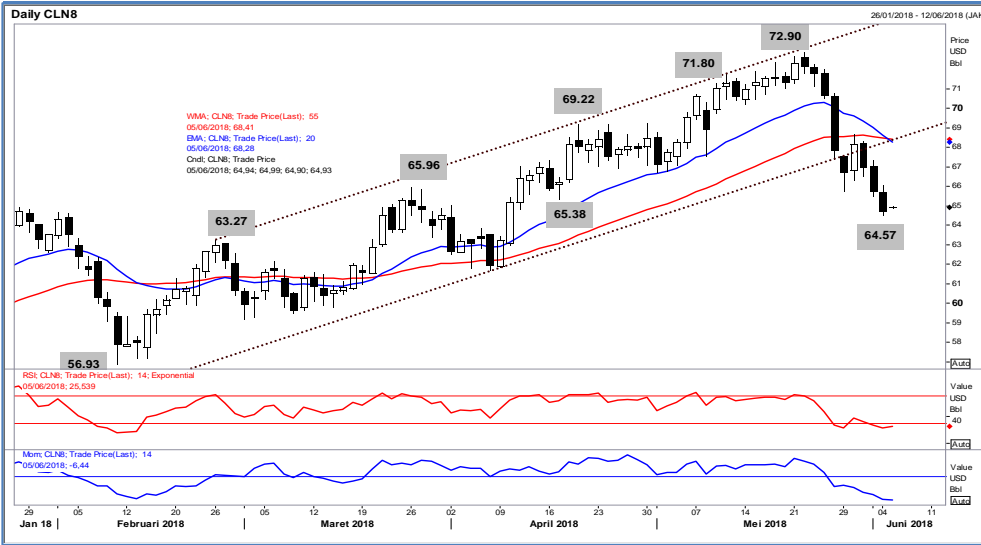 Daily CLN8
26/01/2018 - 12/06/2018 (JAK
72.90
Price
USD
Bbl
71.80
69.22
65.96
63.27
65.38
64.57
56.93
WMA; CLN8; Trade Price(Last); 55
05/06/2018; 68,41
EMA; CLN8; Trade Price(Last); 20
05/06/2018; 68,28
Cndl; CLN8; Trade Price
05/06/2018; 64,94; 64,99; 64,90; 64,93
71
70
69
68
67
66
65
64
63
62
61
60
59
58
Auto
RSI; CLN8; Trade Price(Last); 14; Exponential
05/06/2018; 25,539
Value
USD
Bbl
40
Auto
Mom; CLN8; Trade Price(Last); 14
05/06/2018; -6,44
Value
USD
Bbl
Auto
29 05 12 20 26 05 12 19 26 02 09 16 23 30 07 14 21 29 04 11
Jan 18 Februari 2018 Maret 2018 April 2018 Mei 2018 Juni 2018